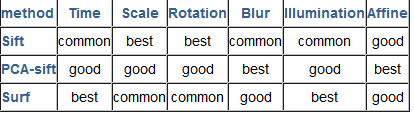 method Time Scale Rotation Blur Illumination Affine
Sift common best best common common good
PCA-sift good good good best good best
Surf best common common good best good